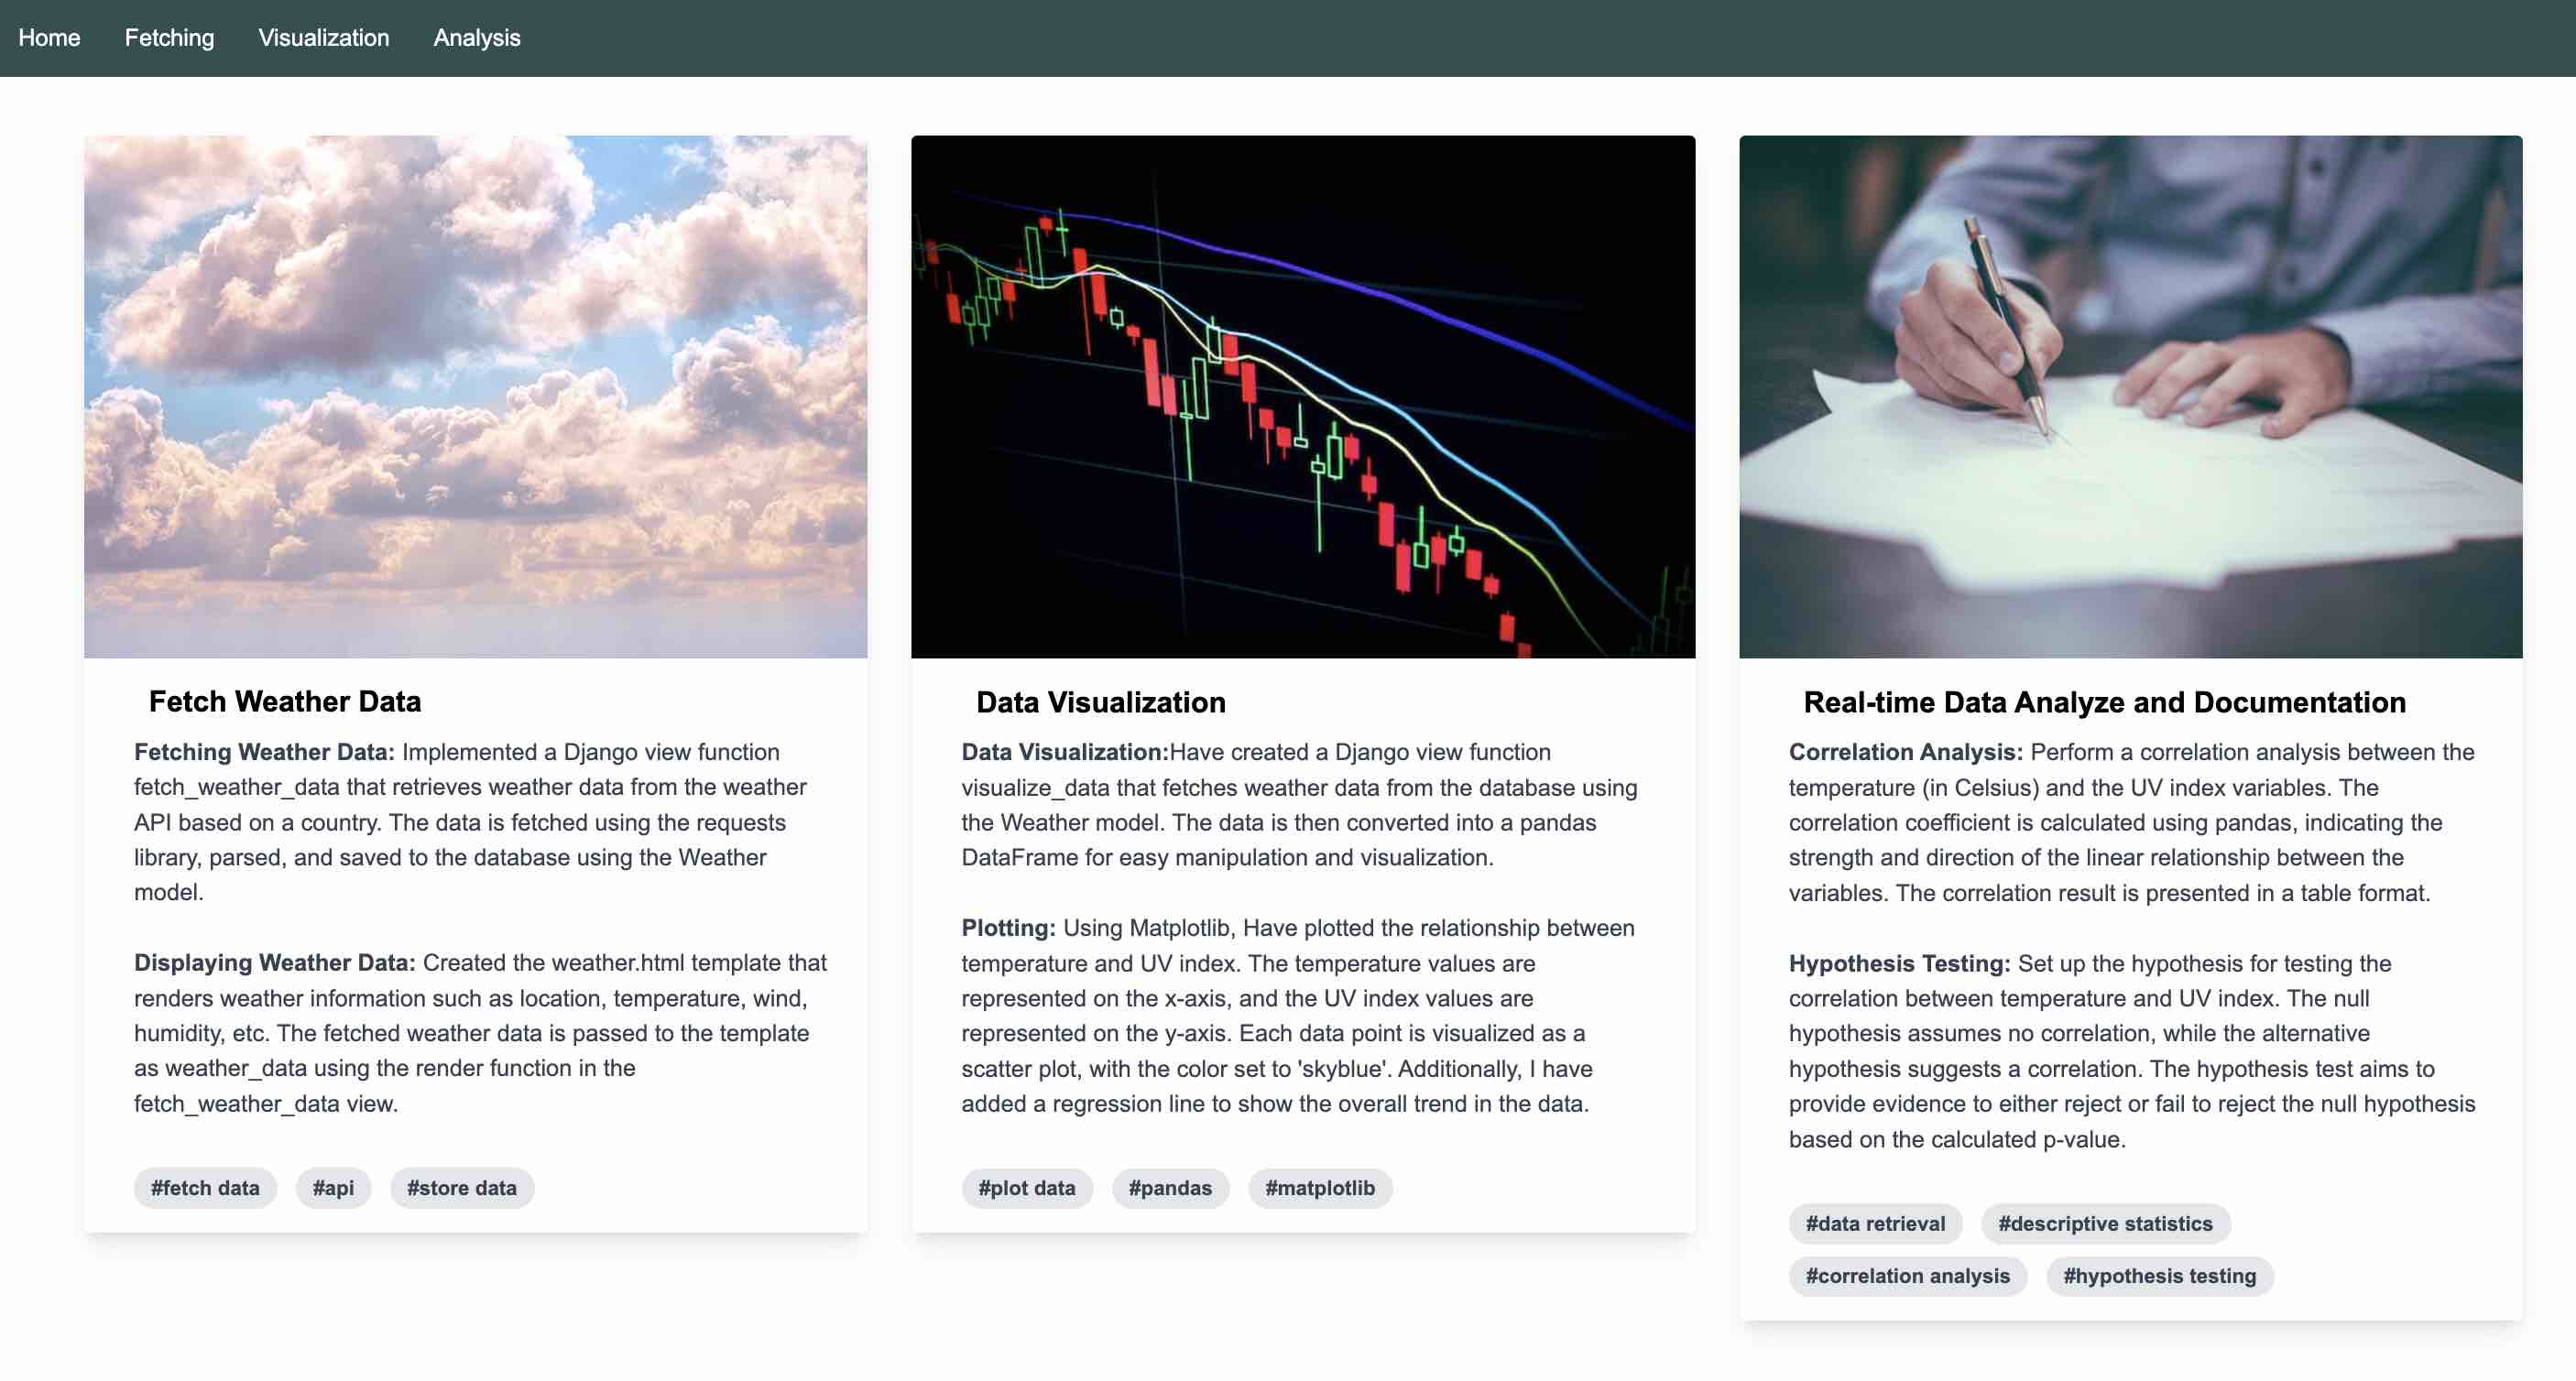 Home Fetching Visualization Analysis
Fetch Weather Data
Fetching Weather Data: Implemented a Django view function
fetch_weather_data that retrieves weather data from the weather
API based on a country. The data is fetched using the requests
library, parsed, and saved to the database using the Weather
model.
Displaying Weather Data: Created the weather.html template that
renders weather information such as location, temperature, wind,
humidity, etc. The fetched weather data is passed to the template
as weather_data using the render function in the
fetch_weather_data view.
#fetch data #api #store data
Data Visualization
Data Visualization:Have created a Django view function
visualize_data that fetches weather data from the database using
the Weather model. The data is then converted into a pandas
DataFrame for easy manipulation and visualization.
Plotting: Using Matplotlib, Have plotted the relationship between
temperature and UV index. The temperature values are
represented on the x-axis, and the UV index values are
represented on the y-axis. Each data point is visualized as a
scatter plot, with the color set to 'skyblue'. Additionally, I have
added a regression line to show the overall trend in the data.
#plot data #pandas #matplotlib
Real-time Data Analyze and Documentation
Correlation Analysis: Perform a correlation analysis between the
temperature (in Celsius) and the UV index variables. The
correlation coefficient is calculated using pandas, indicating the
strength and direction of the linear relationship between the
variables. The correlation result is presented in a table format.
Hypothesis Testing: Set up the hypothesis for testing the
correlation between temperature and UV index. The null
hypothesis assumes no correlation, while the alternative
hypothesis suggests a correlation. The hypothesis test aims to
provide evidence to either reject or fail to reject the null hypothesis
based on the calculated p-value.
#data retrieval #descriptive statistics
#correlation analysis #hypothesis testing